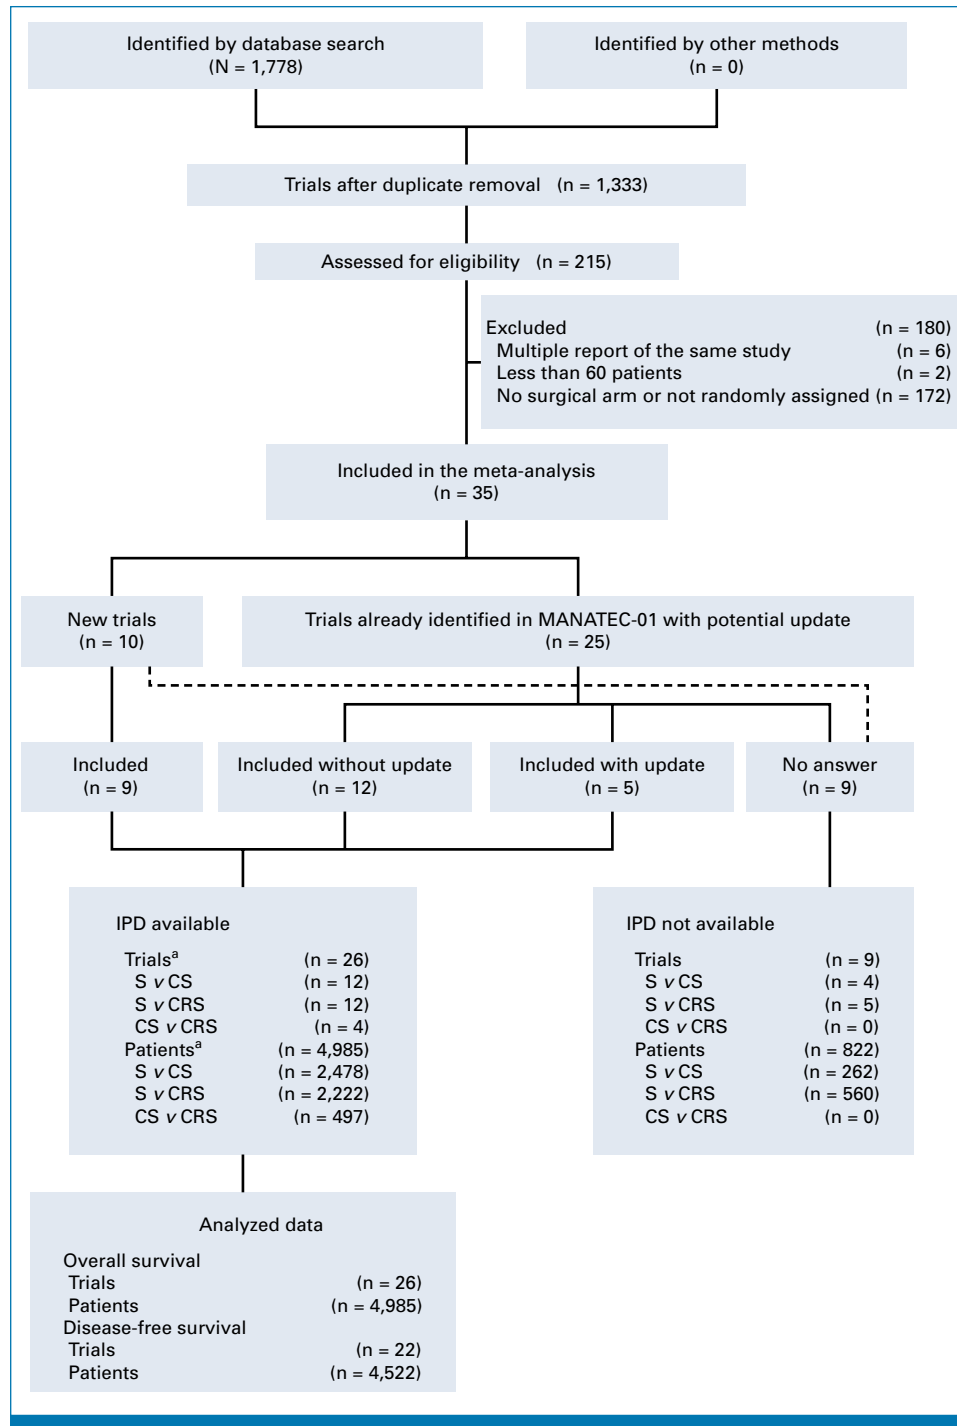 Identified by database search
(N = 1,778)
Identified by other methods
(n = 0)
Trials after duplicate removal (n = 1,333)
Assessed for eligibility (n = 215)
Excluded (n = 180)
Multiple report of the same study (n = 6)
Less than 60 patients (n = 2)
No surgical arm or not randomly assigned (n = 172)
Included in the meta-analysis
(n = 35)
New trials
(n = 10)
Trials already identified in MANATEC-01 with potential update
(n = 25)
Included
(n = 9)
Included without update
(n = 12)
Included with update
(n = 5)
No answer
(n = 9)
IPD available
Trialsa (n = 26)
S v CS (n = 12)
S v CRS (n = 12)
CS v CRS (n = 4)
Patientsa (n = 4,985)
S v CS (n = 2,478)
S v CRS (n = 2,222)
CS v CRS (n = 497)
IPD not available
Trials (n = 9)
S v CS (n = 4)
S v CRS (n = 5)
CS v CRS (n = 0)
Patients (n = 822)
S v CS (n = 262)
S v CRS (n = 560)
CS v CRS (n = 0)
Analyzed data
Overall survival
Trials (n = 26)
Patients (n = 4,985)
Disease-free survival
Trials (n = 22)
Patients (n = 4,522)